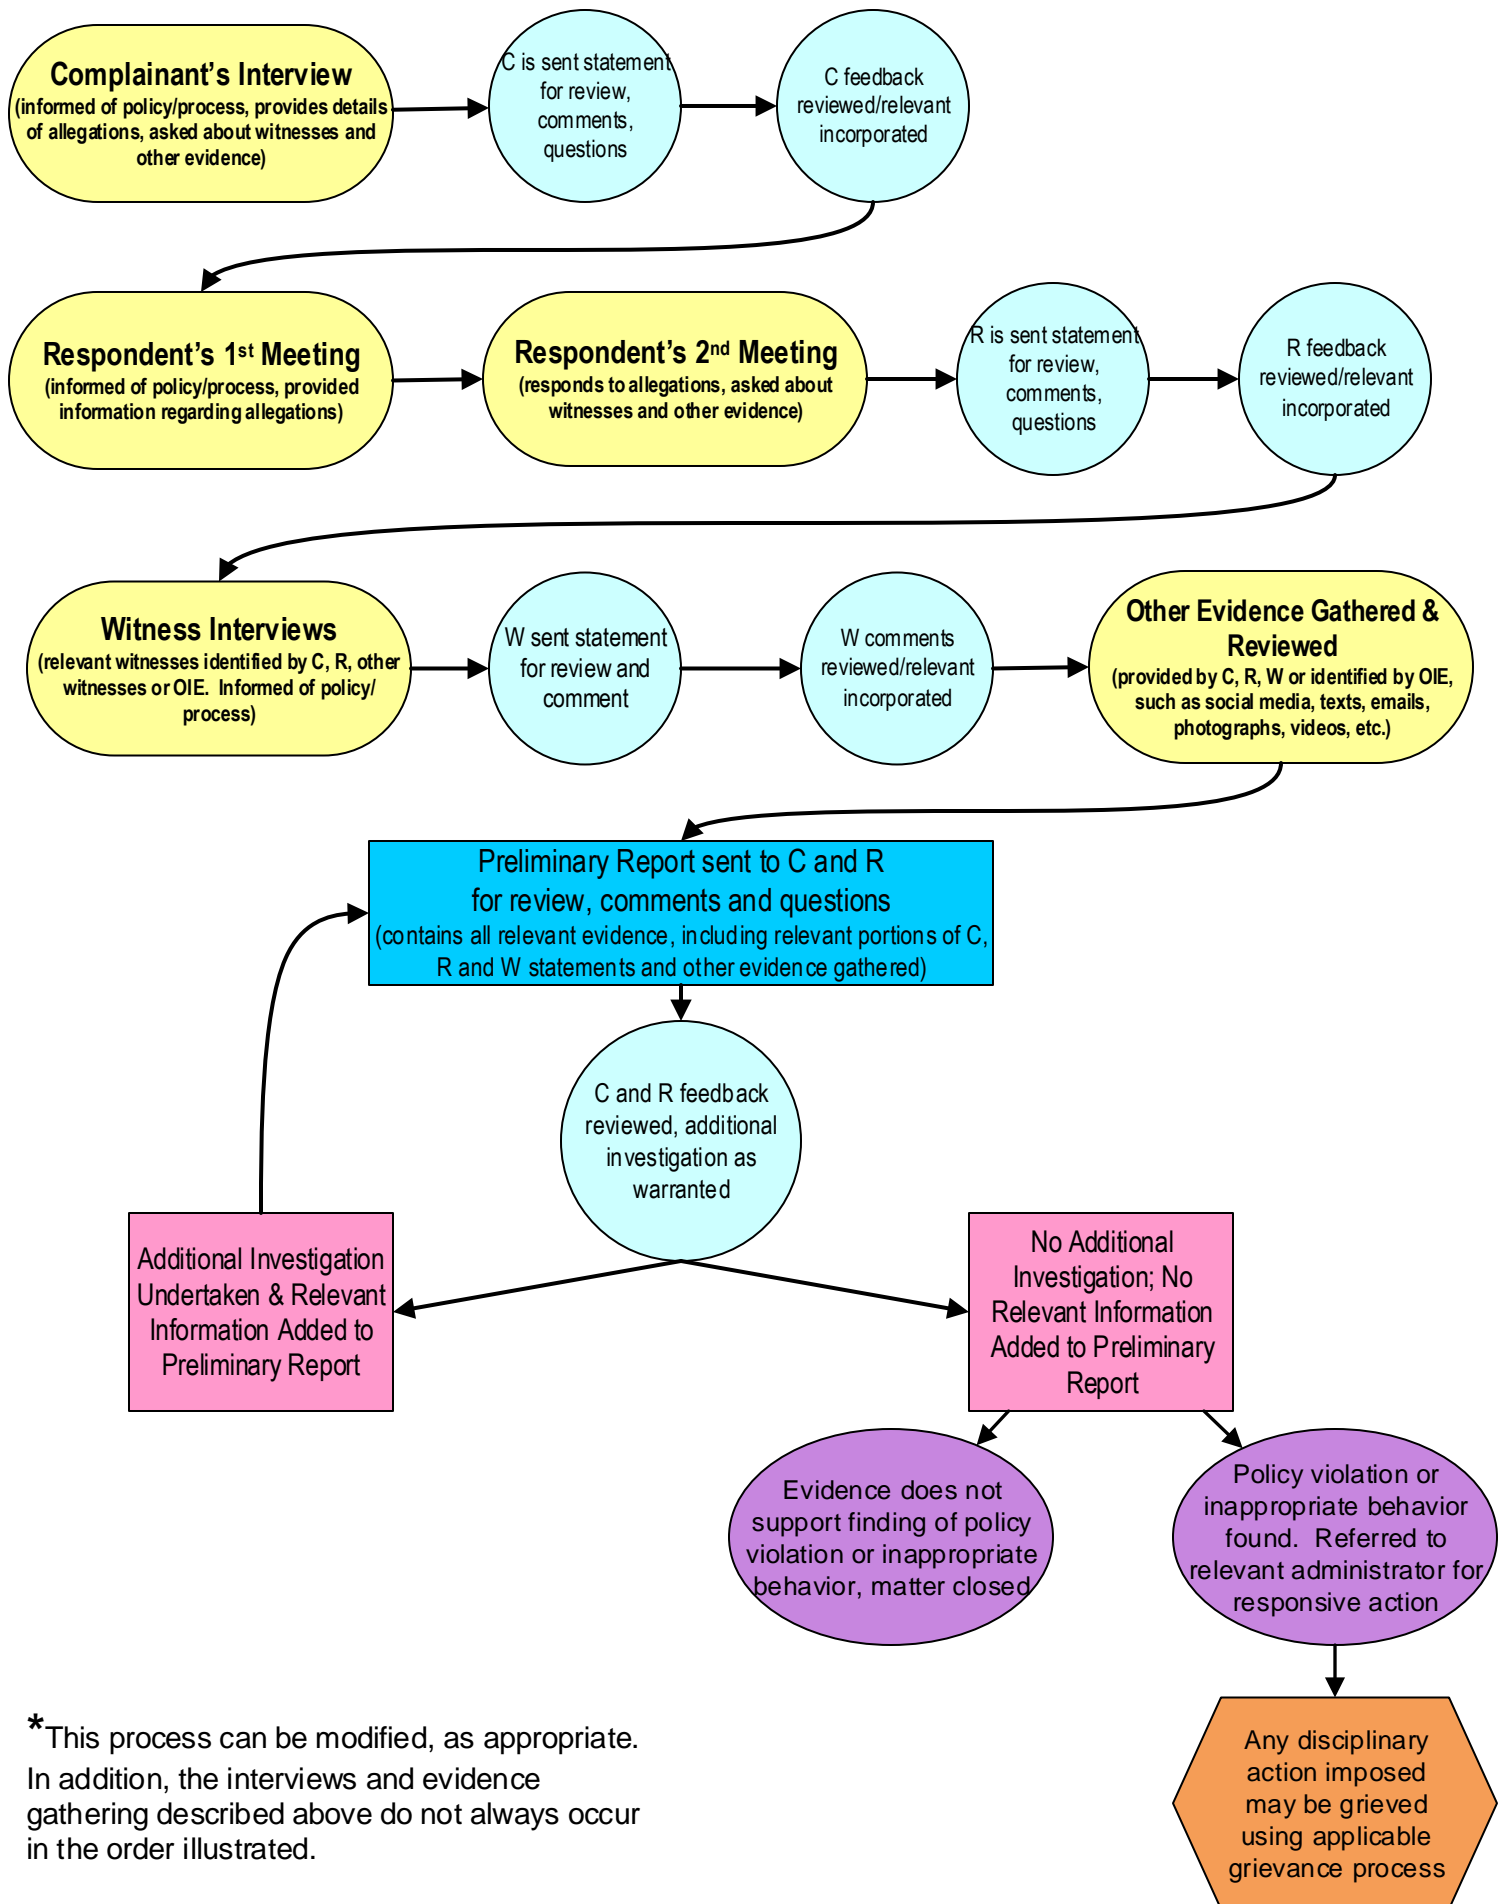 Complainant's Interview
(informed of policy/process, provides details
of allegations, asked about witnesses and
other evidence)
C is sent statement
for review,
comments,
questions
C feedback
reviewed/relevant
incorporated
Respondent's 1st Meeting
(informed of policy/process, provided
information regarding allegations)
Respondent's 2nd Meeting
(responds to allegations, asked about
witnesses and other evidence)
R is sent statement
for review,
comments,
questions
R feedback
reviewed/relevant
incorporated
Witness Interviews
(relevant witnesses identified by C, R, other
witnesses or OIE.  Informed of policy/
process)
W sent statement
for review and
comment
W comments
reviewed/relevant
incorporated
Other Evidence Gathered &
Reviewed
(provided by C, R, W or identified by OIE,
such as social media, texts, emails,
photographs, videos, etc.)
Preliminary Report sent to C and R
for review, comments and questions
(contains all relevant evidence, including relevant portions of C,
R and W statements and other evidence gathered)
C and R feedback
reviewed, additional
investigation as
warranted
Additional Investigation
Undertaken & Relevant
Information Added to
Preliminary Report
No Additional
Investigation; No
Relevant Information
Added to Preliminary
Report
Evidence does not
support finding of policy
violation or inappropriate
behavior, matter closed
Policy violation or
inappropriate behavior
found.  Referred to
relevant administrator for
responsive action
Any disciplinary
action imposed
may be grieved
using applicable
grievance process
*This process can be modified, as appropriate.
In addition, the interviews and evidence
gathering described above do not always occur
in the order illustrated.